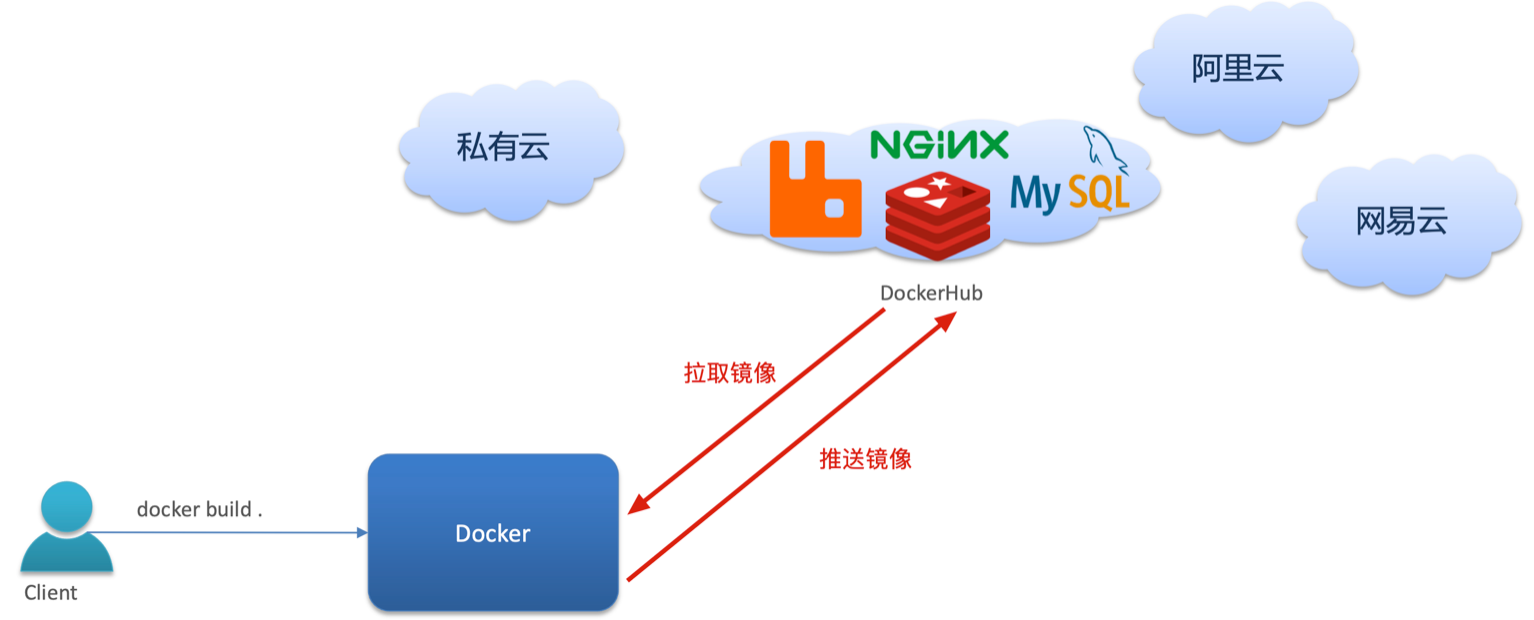 阿里云
私有云
NGINX
MySQL
网易云
DockerHub
拉取镜像
推送镜像
docker build .
Docker
Client